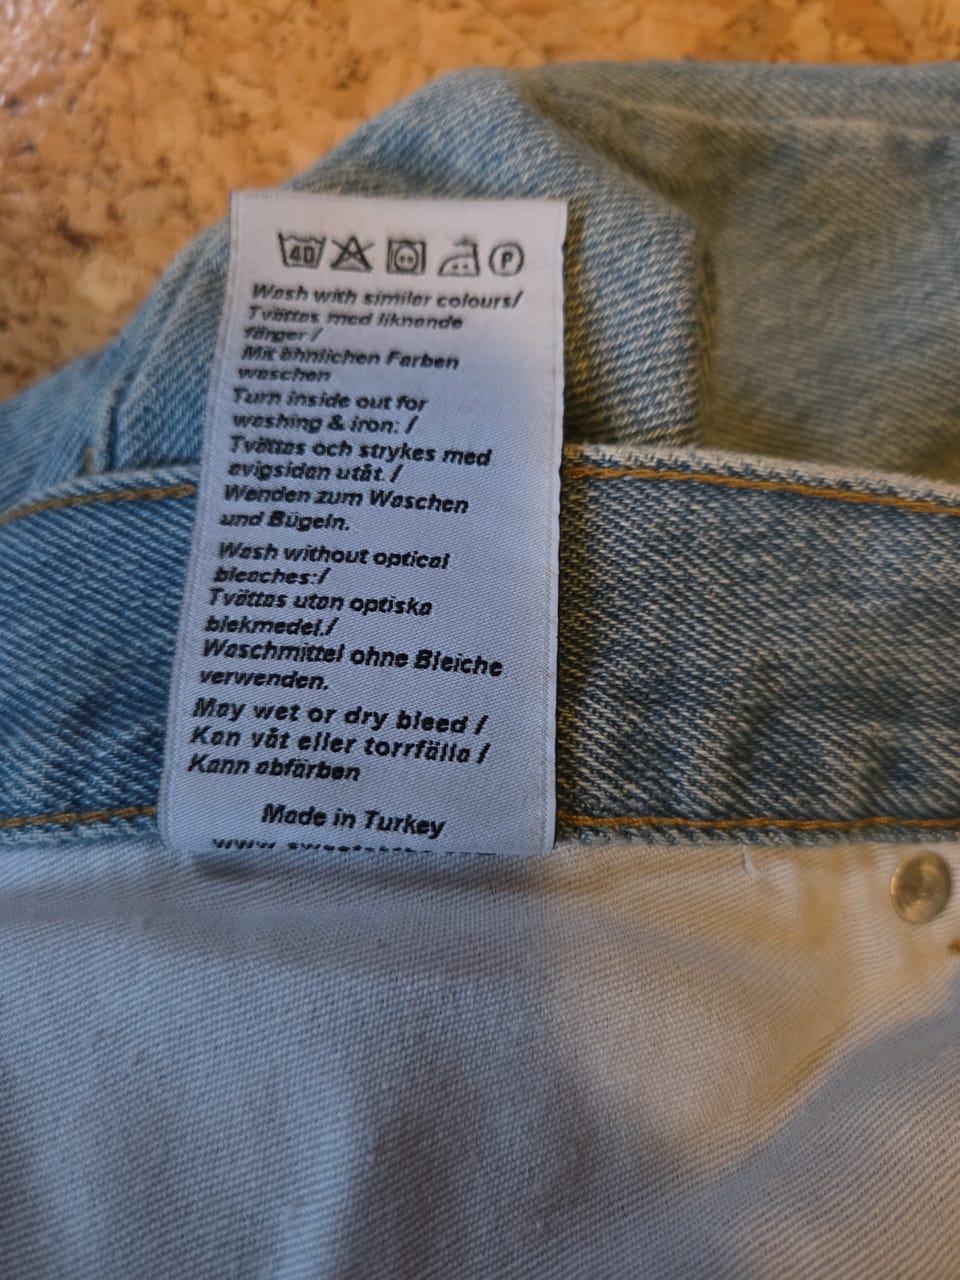 40 P
Wash with similar colours/
Tvättas med liknande
färger/
Mit ähnlichen Farben
waschen
Turn inside out for
washing & iron: /
Tvättas och strykes med
avigsidan utåt. /
Wenden zum Waschen
und Bügeln.
Wash without optical
bleaches:/
Tvättas utan optiska
blekmedel./
Waschmittel ohne Bleiche
verwenden.
May wet or dry bleed /
Kan våt eller torrfälla /
Kann abfärben
Made in Turkey